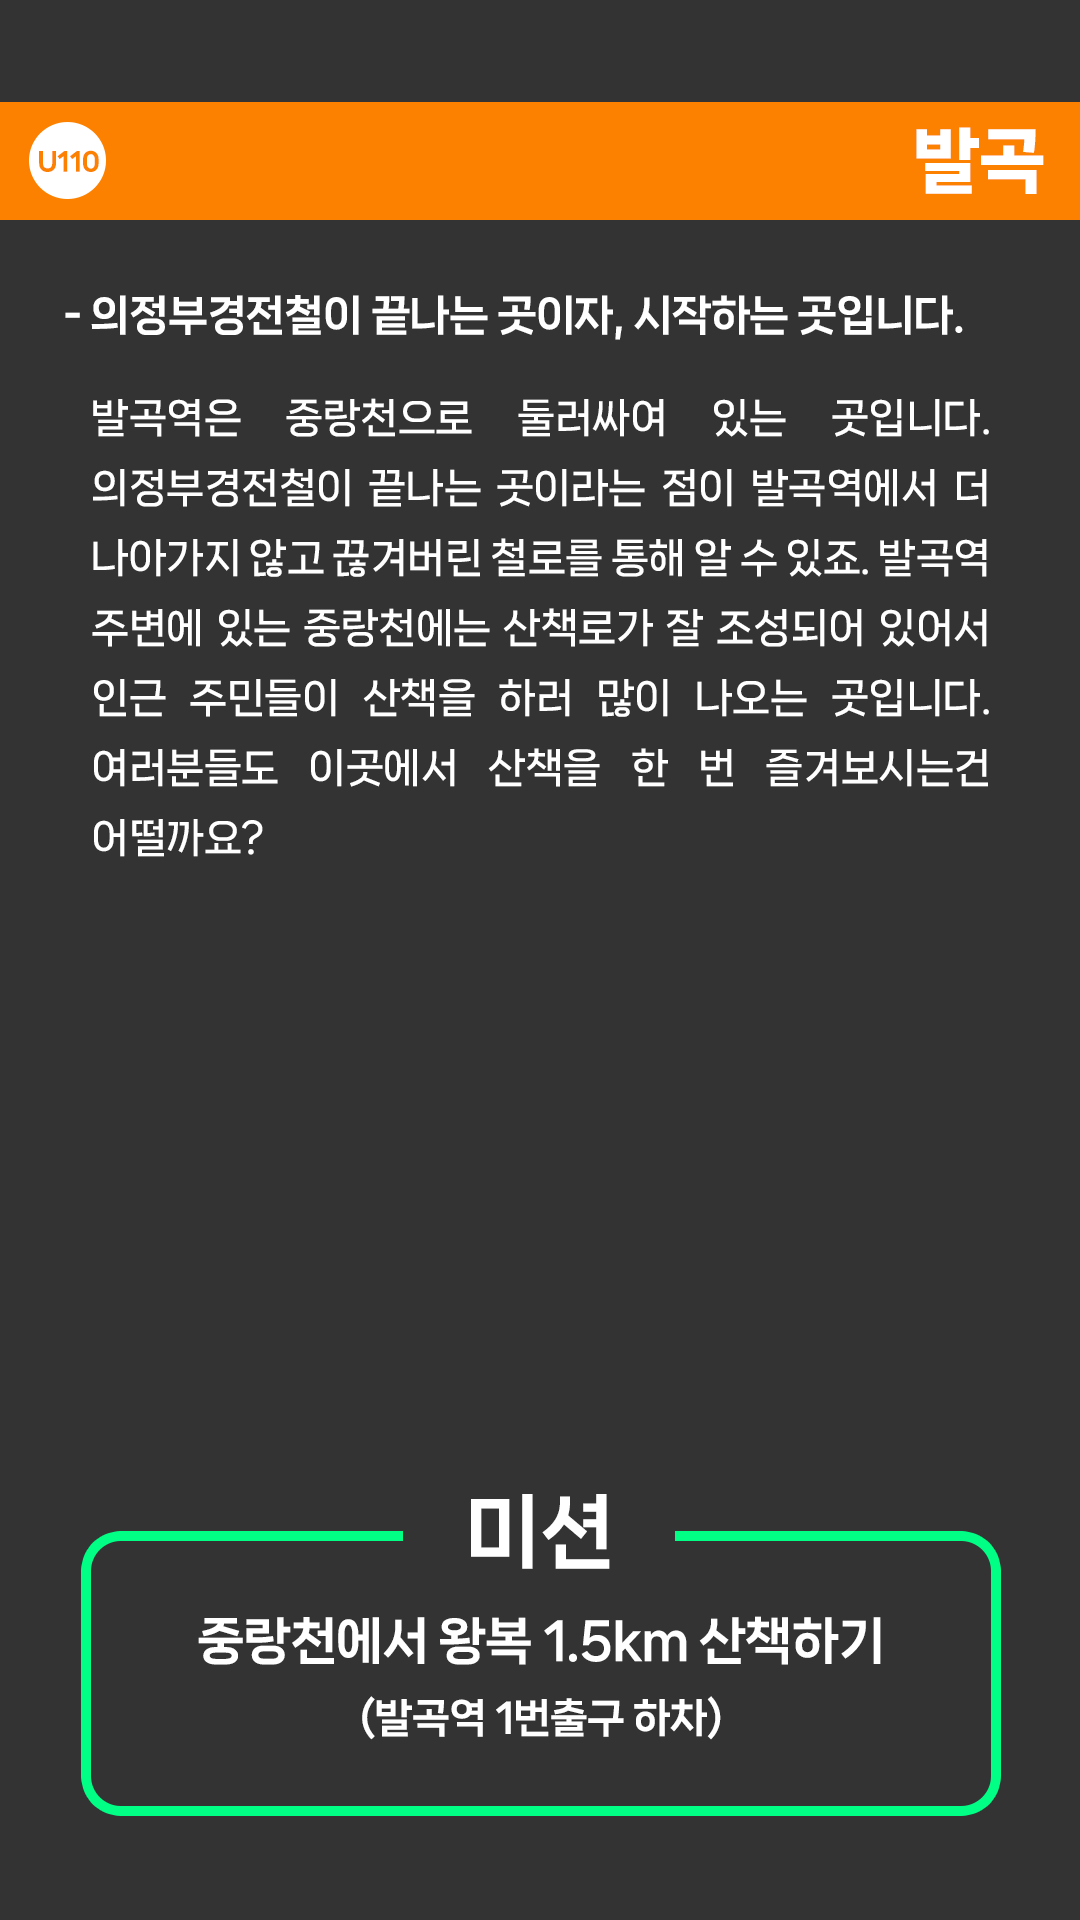 U110
발곡
- 의정부경전철이 끝나는 곳이자, 시작하는 곳입니다.
발곡역은 중랑천으로 둘러싸여 있는 곳입니다.
의정부경전철이 끝나는 곳이라는 점이 발곡역에서 더
나아가지 않고 끊겨버린 철로를 통해 알 수 있죠. 발곡역
주변에 있는 중랑천에는 산책로가 잘 조성되어 있어서
인근 주민들이 산책을 하러 많이 나오는 곳입니다.
여러분들도 이곳에서 산책을 한 번 즐겨보시는건
어떨까요?
미션
중랑천에서 왕복 1.5km 산책하기
(발곡역 1번출구 하차)